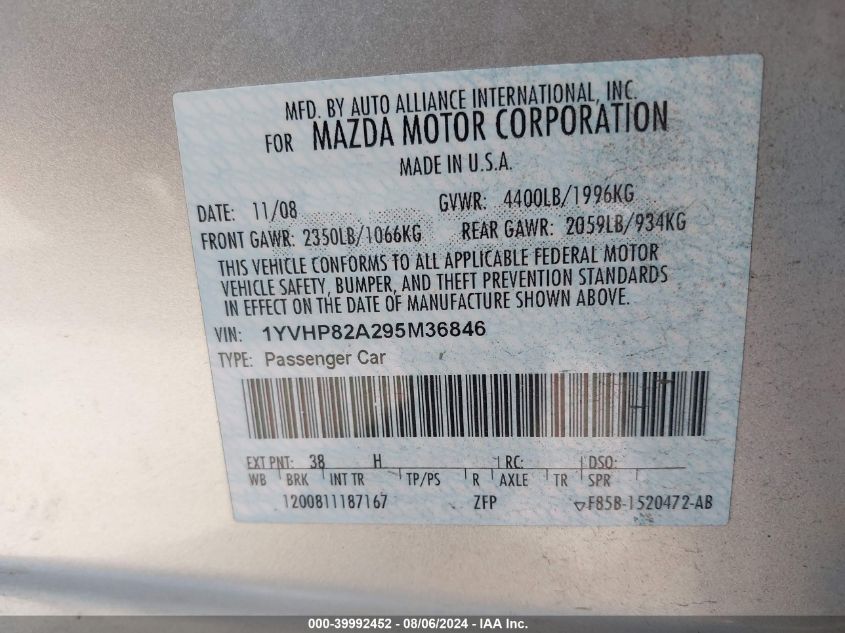 MFD. BY AUTO ALLIANCE INTERNATIONAL, INC.
FOR MAZDA MOTOR CORPORATION
MADE IN U.S.A.
DATE: 11/08 GVWR: 4400LB/1996KG
FRONT GAWR: 2350LB/1066KG REAR GAWR: 2059LB/934KG
THIS VEHICLE CONFORMS TO ALL APPLICABLE FEDERAL MOTOR
VEHICLE SAFETY, BUMPER, AND THEFT PREVENTION STANDARDS
IN EFFECT ON THE DATE OF MANUFACTURE SHOWN ABOVE.
VIN: 1YVHP82A295M36846
TYPE: Passenger Car
EXT PNT: 38 H RC: DSO:
WB BRK INT TR TP/PS R AXLE TR SPR
1200811187167 ZFP F85B-1520472-AB
000-39992452 - 08/06/2024 - IAA Inc.